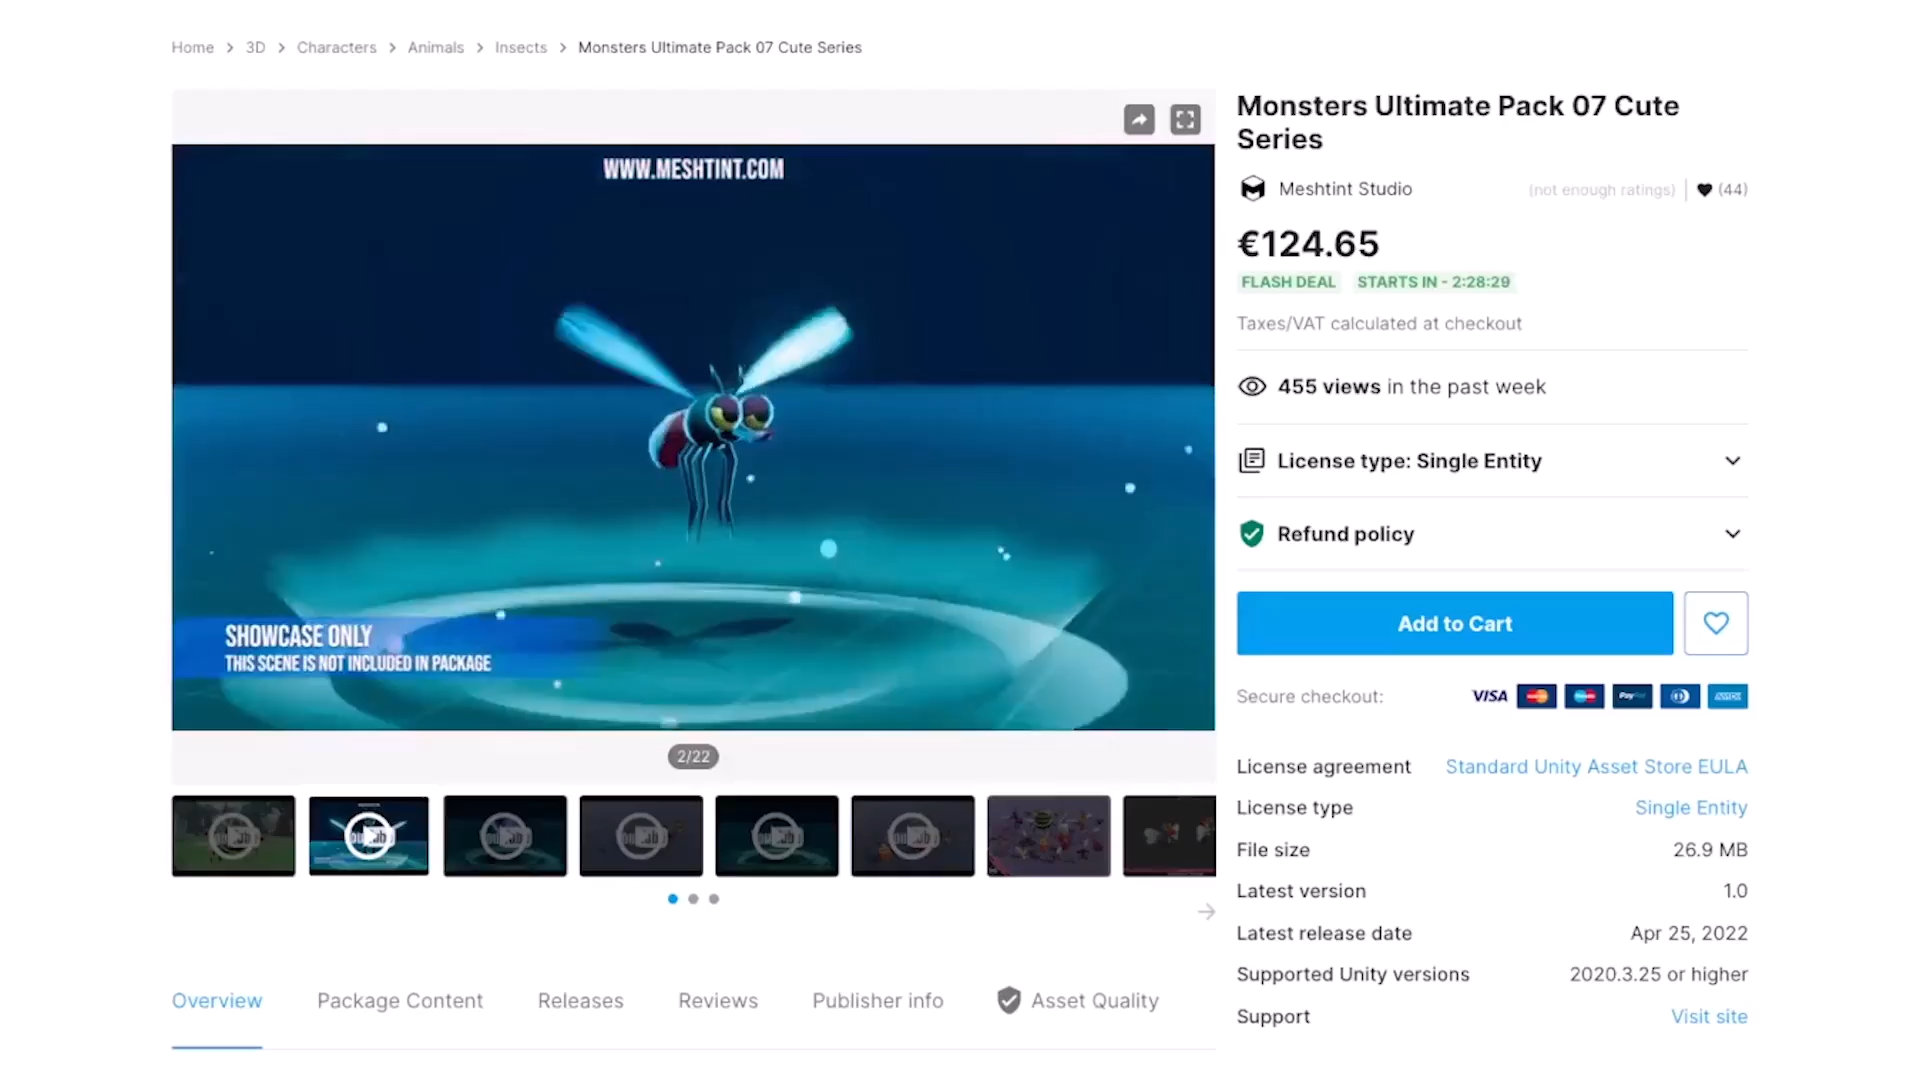 Home > 3D > Characters > Animals > Insects > Monsters Ultimate Pack 07 Cute Series
WWW.MESHTINT.COM
SHOWCASE ONLY
THIS SCENE IS NOT INCLUDED IN PACKAGE
2/22
Overview
Package Content
Releases
Reviews
Publisher info
Asset Quality
Monsters Ultimate Pack 07 Cute
Series
Meshtint Studio
(not enough ratings)
(44)
€124.65
FLASH DEAL
STARTS IN - 2:28:29
Taxes/VAT calculated at checkout
455 views in the past week
License type: Single Entity
Refund policy
Add to Cart
Secure checkout:
VISA
PayPal
AMEX
License agreement
Standard Unity Asset Store EULA
License type
Single Entity
File size
26.9 MB
Latest version
1.0
Latest release date
Apr 25, 2022
Supported Unity versions
2020.3.25 or higher
Support
Visit site